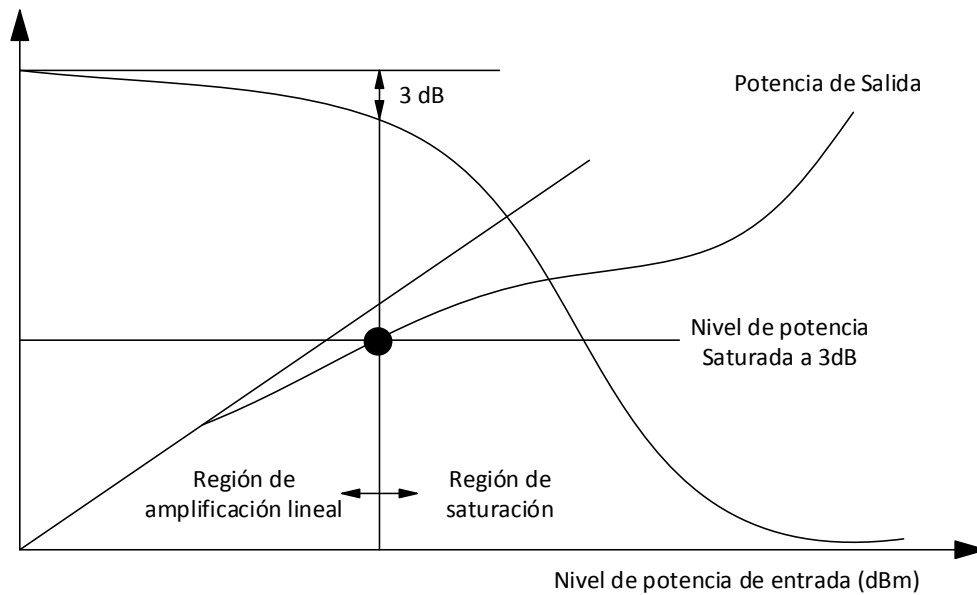 Potencia de Salida
3 dB
Nivel de potencia
Saturada a 3dB
Región de
amplificación lineal
Región de
saturación
Nivel de potencia de entrada (dBm)